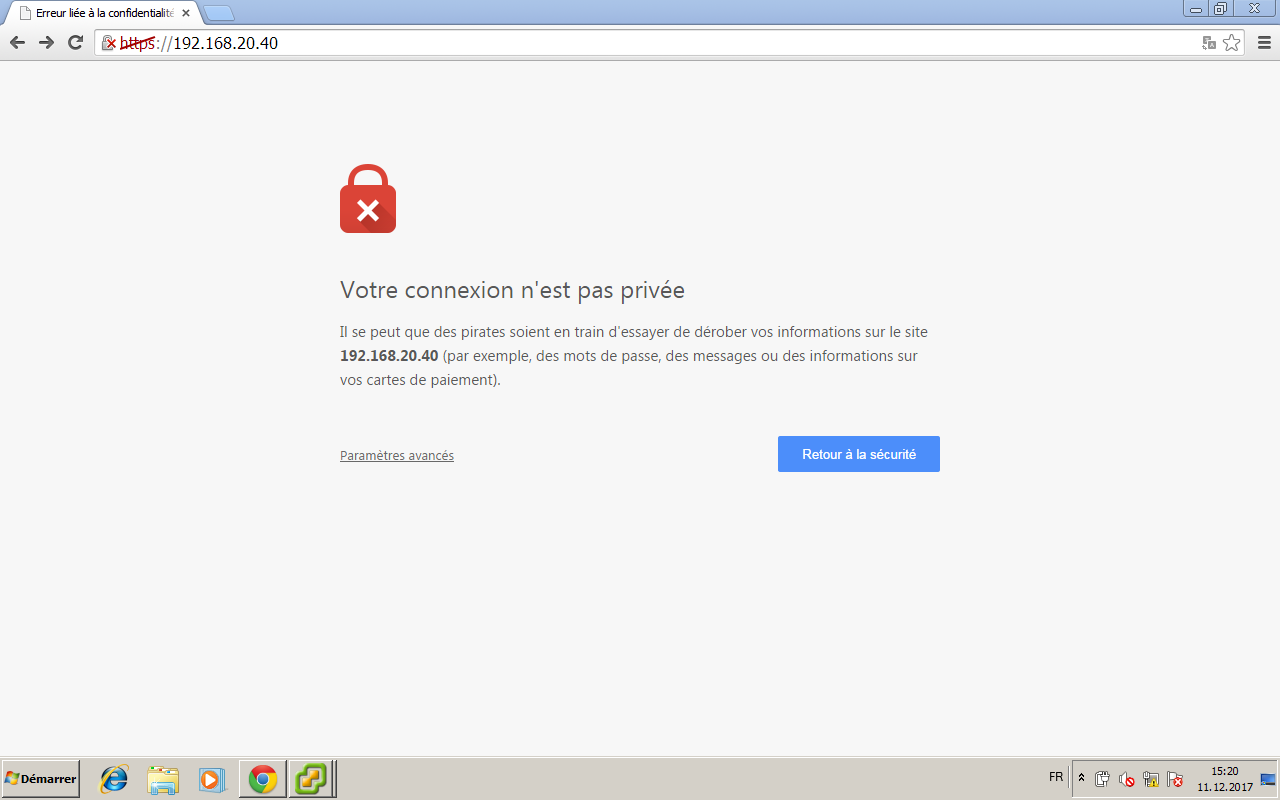 Erreur liée à la confidentialité
https://192.168.20.40
Votre connexion n'est pas privée
Il se peut que des pirates soient en train d'essayer de dérober vos informations sur le site
192.168.20.40 (par exemple, des mots de passe, des messages ou des informations sur
vos cartes de paiement).
Paramètres avancés
Retour à la sécurité
Démarrer
FR
15:20
11.12.2017